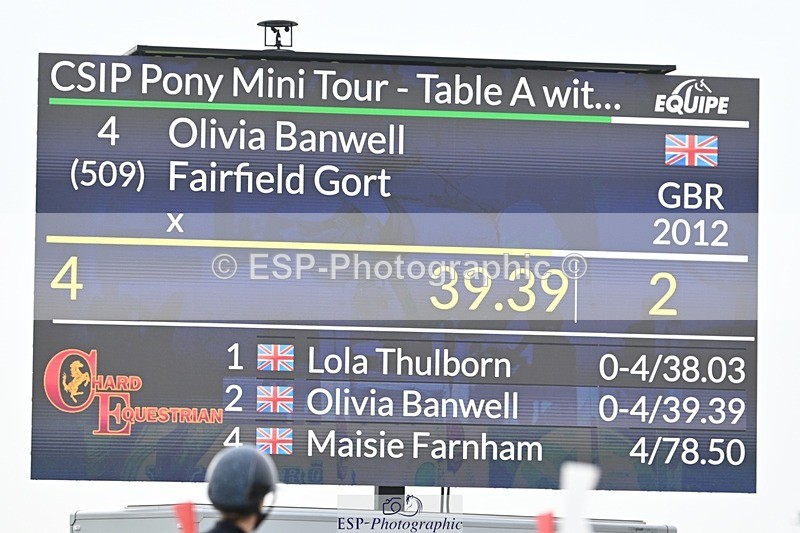 CSIP Pony Mini Tour - Table A wit...
EQUIPE
4 Olivia Banwell
(509) Fairfield Gort
GBR
x
2012
© ESP-Photographic ©
4 39.39 2
1 Lola Thulborn 0-4/38.03
CHARD
EQUESTRIAN
2 Olivia Banwell 0-4/39.39
4 Maisie Farnham 4/78.50
ESP-Photographic